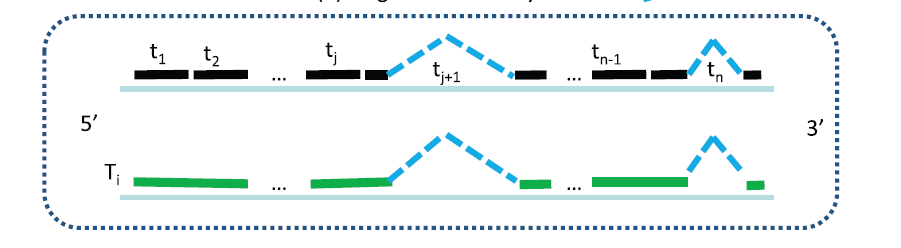 t1 t2 ... tj tj+1 ... tn-1 tn
5’ 3’
Ti ... ...